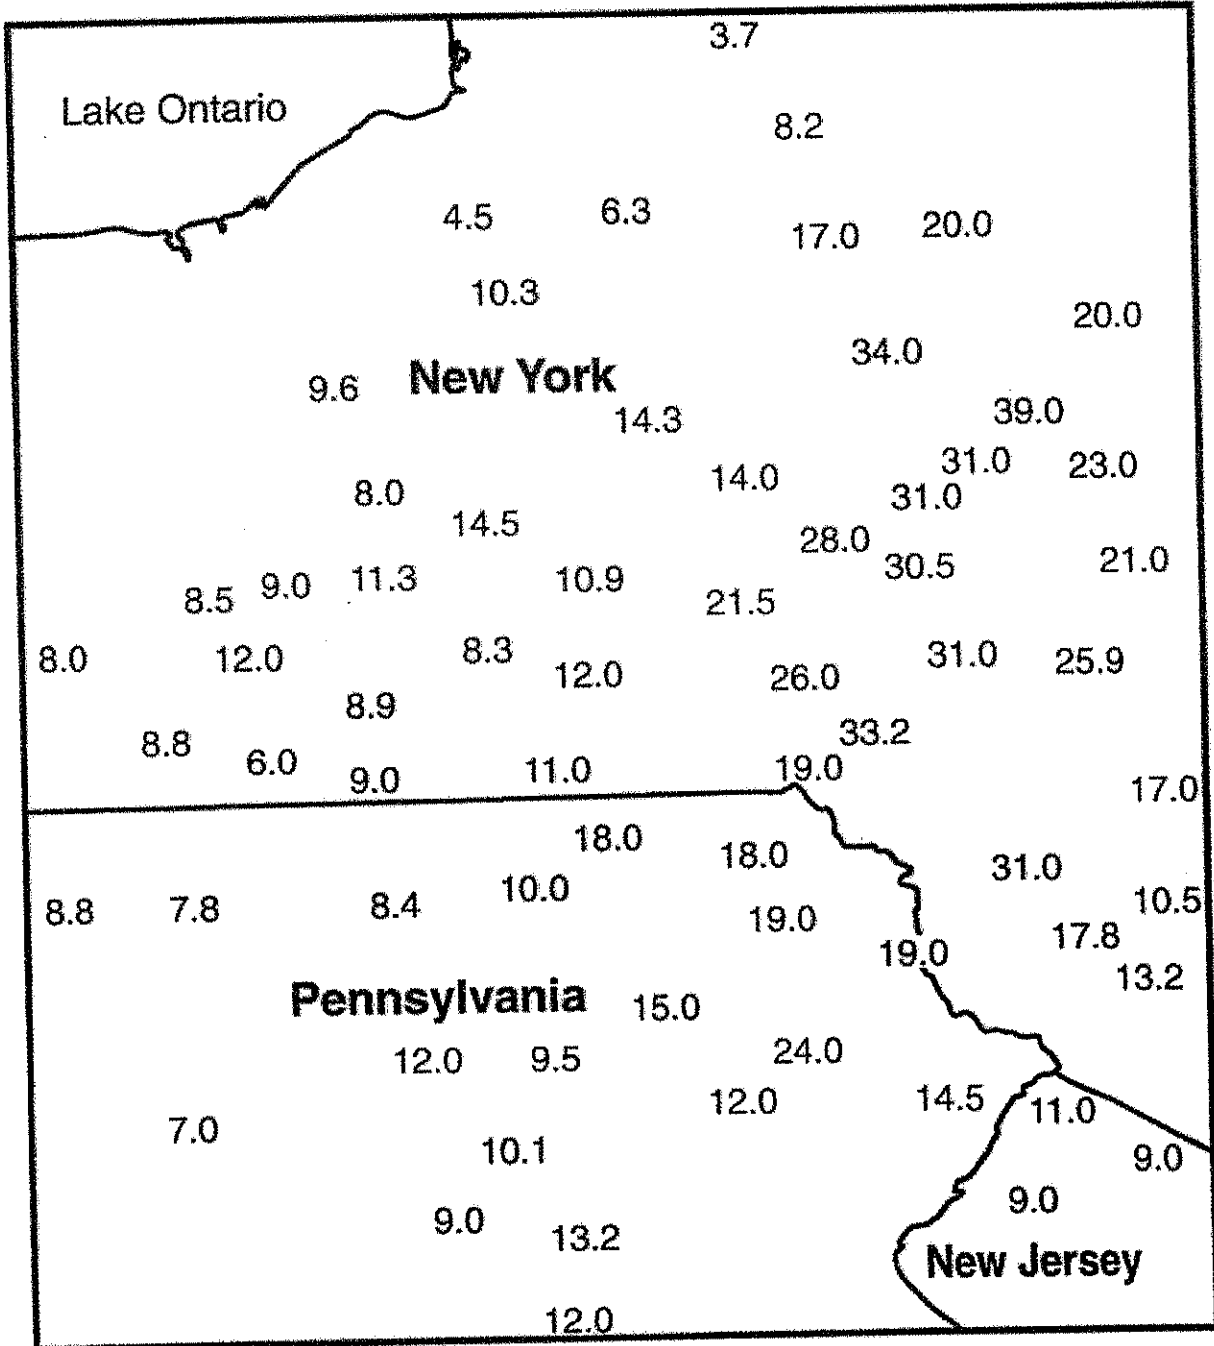 3.7
Lake Ontario
8.2
4.5 6.3 17.0 20.0
10.3
20.0
34.0
9.6 New York
39.0
14.3
31.0 23.0
14.0
8.0 31.0
14.5
28.0
30.5 21.0
8.5 9.0 11.3 10.9
21.5
8.0 12.0 8.3 31.0 25.9
12.0 26.0
8.9
33.2
8.8 6.0
9.0 11.0 19.0
17.0
18.0
18.0 31.0
10.0
8.8 7.8 8.4 10.5
19.0 17.8
19.0
13.2
Pennsylvania 15.0
12.0 9.5 24.0
12.0 14.5 11.0
7.0
10.1 9.0
9.0
9.0 13.2
New Jersey
12.0